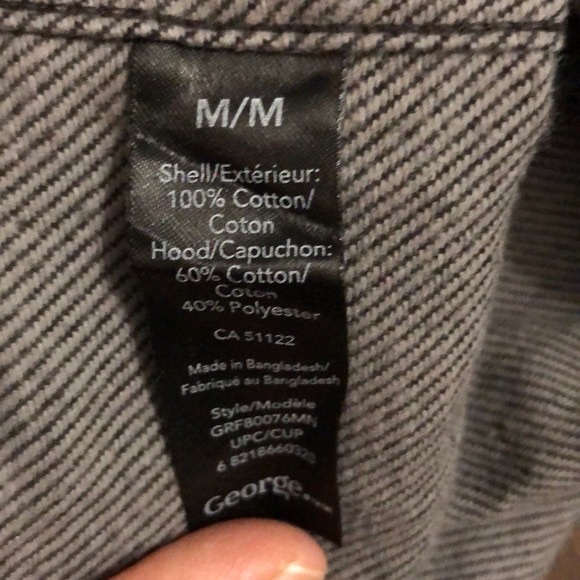 M/M
Shell/Extérieur:
100% Cotton/
Coton
Hood/Capuchon:
60% Cotton/
Coton
40% Polyester
CA 51122
Made in Bangladesh/
Fabriqué au Bangladesh
Style/Modèle
GRF80076MN
UPC/CUP
George